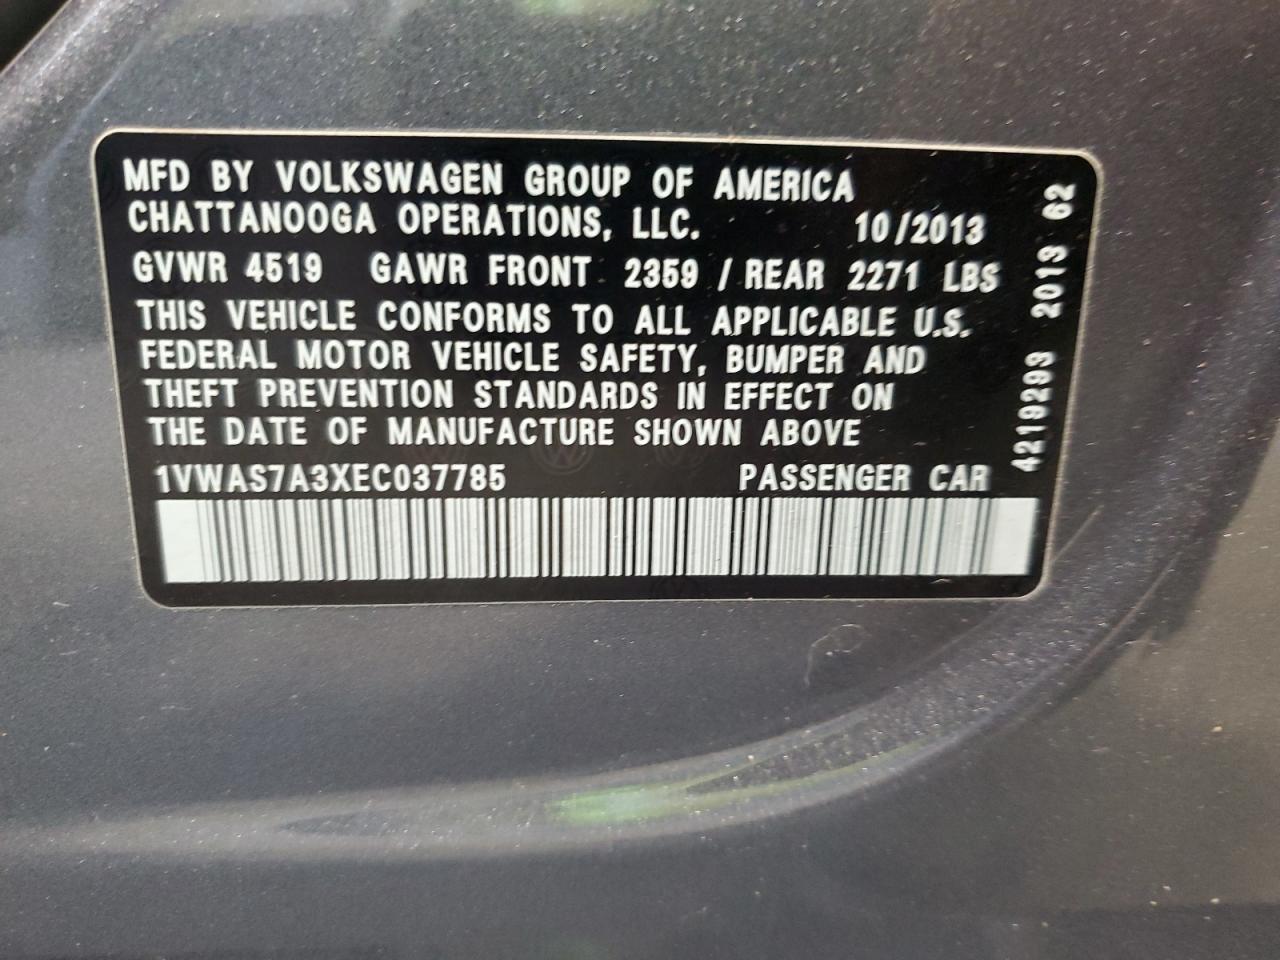 MFD BY VOLKSWAGEN GROUP OF AMERICA
CHATTANOOGA OPERATIONS, LLC. 10/2013
GVWR 4519 GAWR FRONT 2359 / REAR 2271 LBS
THIS VEHICLE CONFORMS TO ALL APPLICABLE U.S.
FEDERAL MOTOR VEHICLE SAFETY, BUMPER AND
THEFT PREVENTION STANDARDS IN EFFECT ON
THE DATE OF MANUFACTURE SHOWN ABOVE
1VWAS7A3XEC037785 PASSENGER CAR
4219299 2013 62